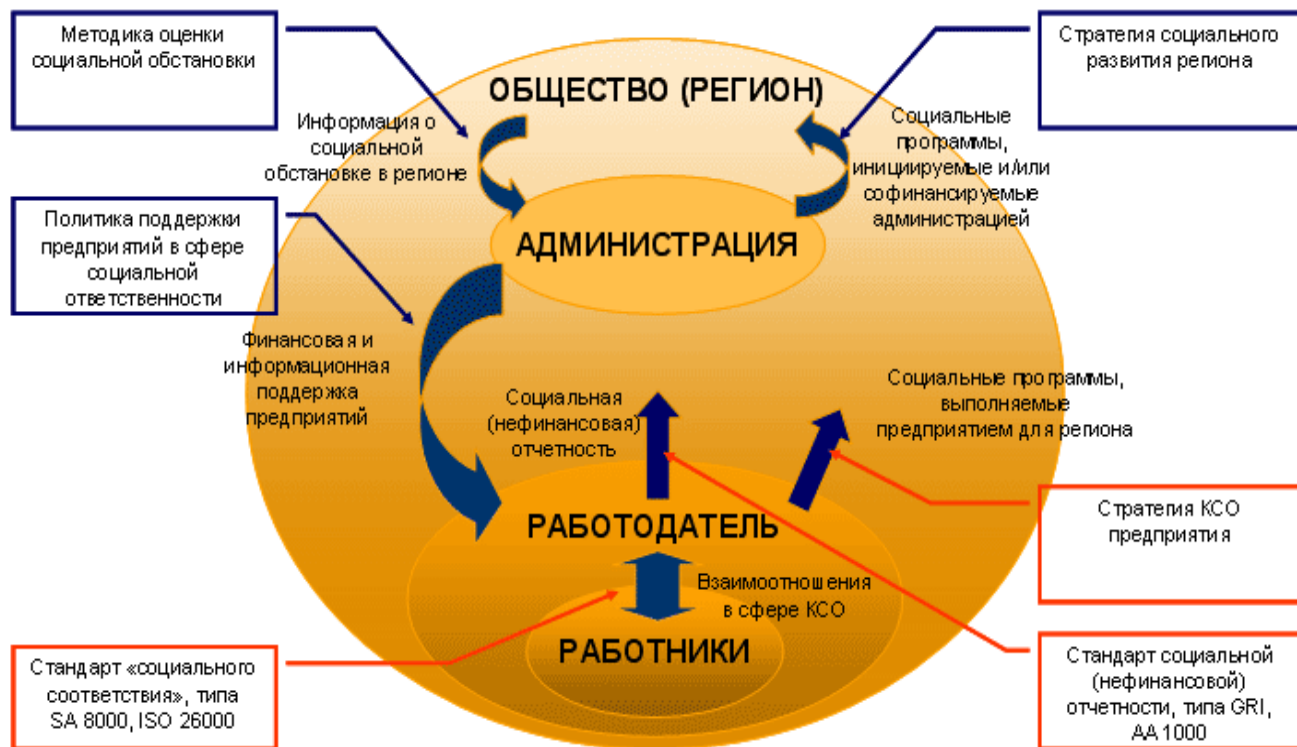 Методика оценки
социальной обстановки
Стратегия социального
развития региона
ОБЩЕСТВО (РЕГИОН)
Информация о
социальной
обстановке в регионе
Социальные
программы,
инициируемые и/или
софинансируемые
администрацией
Политика поддержки
предприятий в сфере
социальной
ответственности
АДМИНИСТРАЦИЯ
Финансовая и
информационная
поддержка
предприятий
Социальная
(нефинансовая)
отчетность
Социальные программы,
выполняемые
предприятием для региона
РАБОТОДАТЕЛЬ
Стратегия КСО
предприятия
Взаимоотношения
в сфере КСО
РАБОТНИКИ
Стандарт «социального
соответствия», типа
SA 8000, ISO 26000
Стандарт социальной
(нефинансовой)
отчетности, типа GRI,
AA 1000